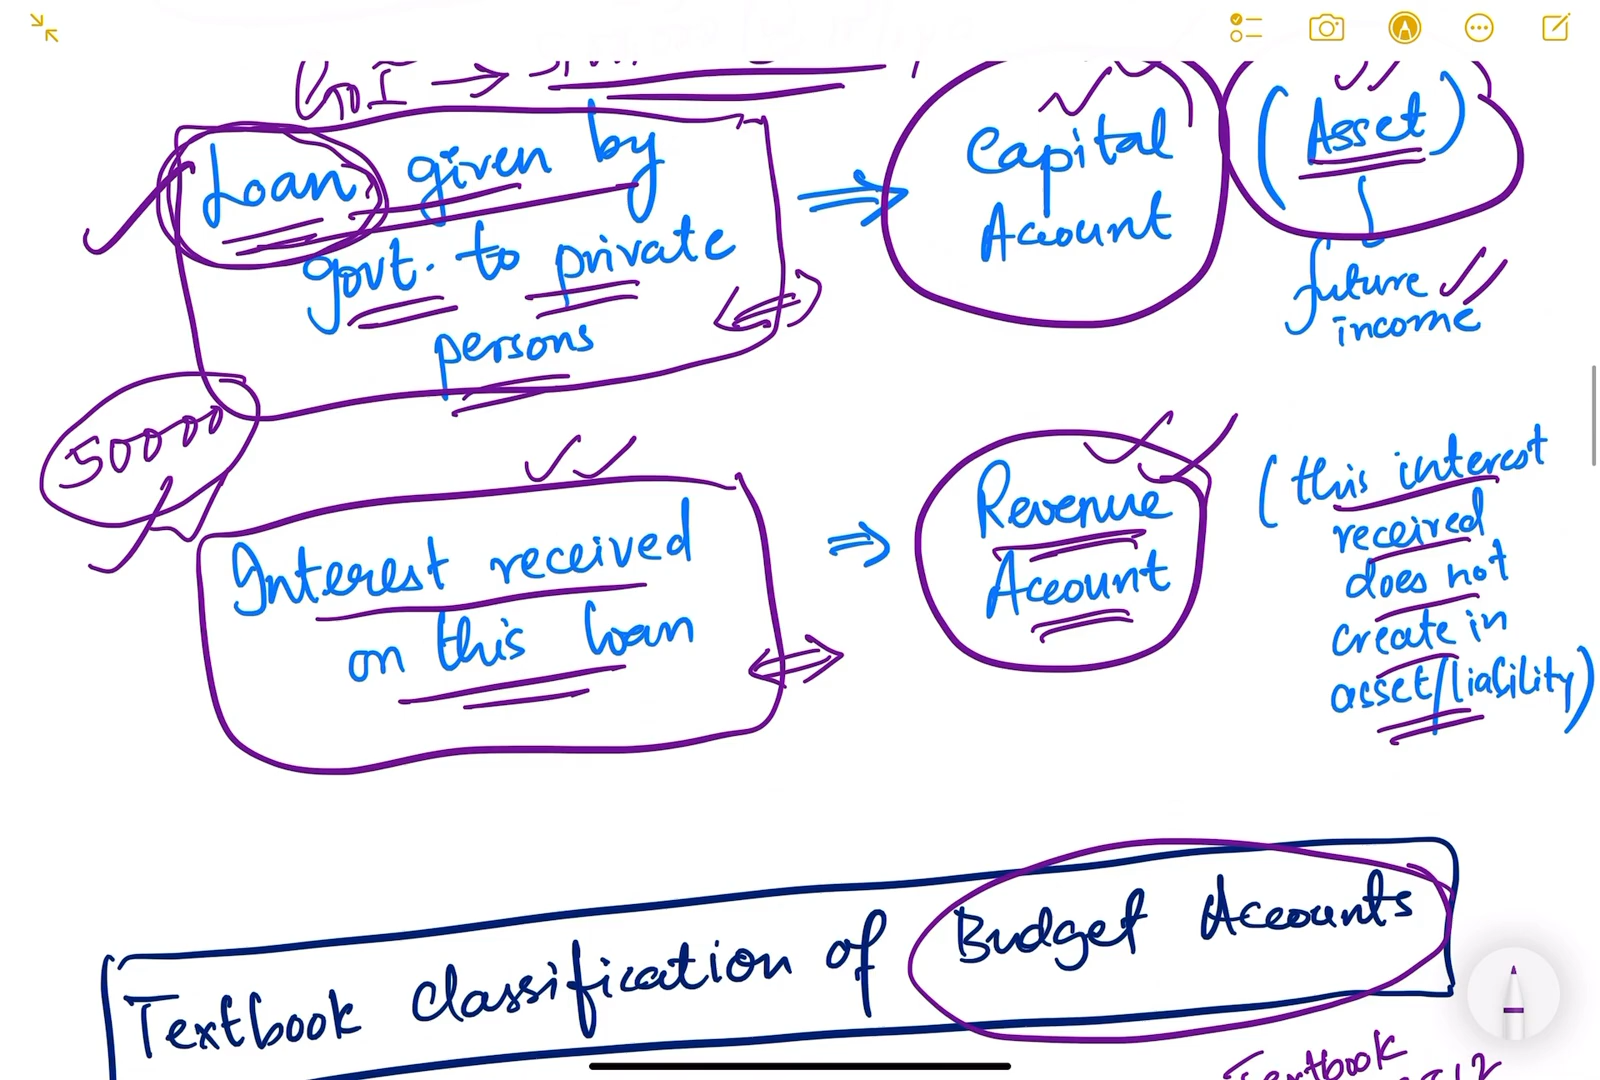 GOI →
Loan given by
govt. to private
persons
⇒ Capital
Account
(Asset)
future
income
50000
Interest received
on this loan
⇒ Revenue
Account
(this interest
received
does not
create in
asset/liability)
Textbook classification of Budget Accounts
Textbook